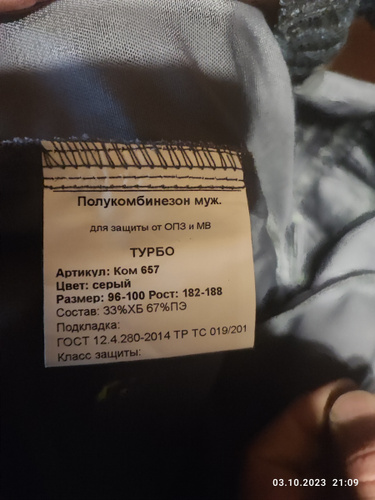 Полукомбинезон муж.
для защиты от ОПЗ и МВ
ТУРБО
Артикул: Ком 657
Цвет: серый
Размер: 96-100 Рост: 182-188
Состав: 33%ХБ 67%ПЭ
Подкладка:
ГОСТ 12.4.280-2014 ТР ТС 019/201
Класс защиты:
03.10.2023 21:09